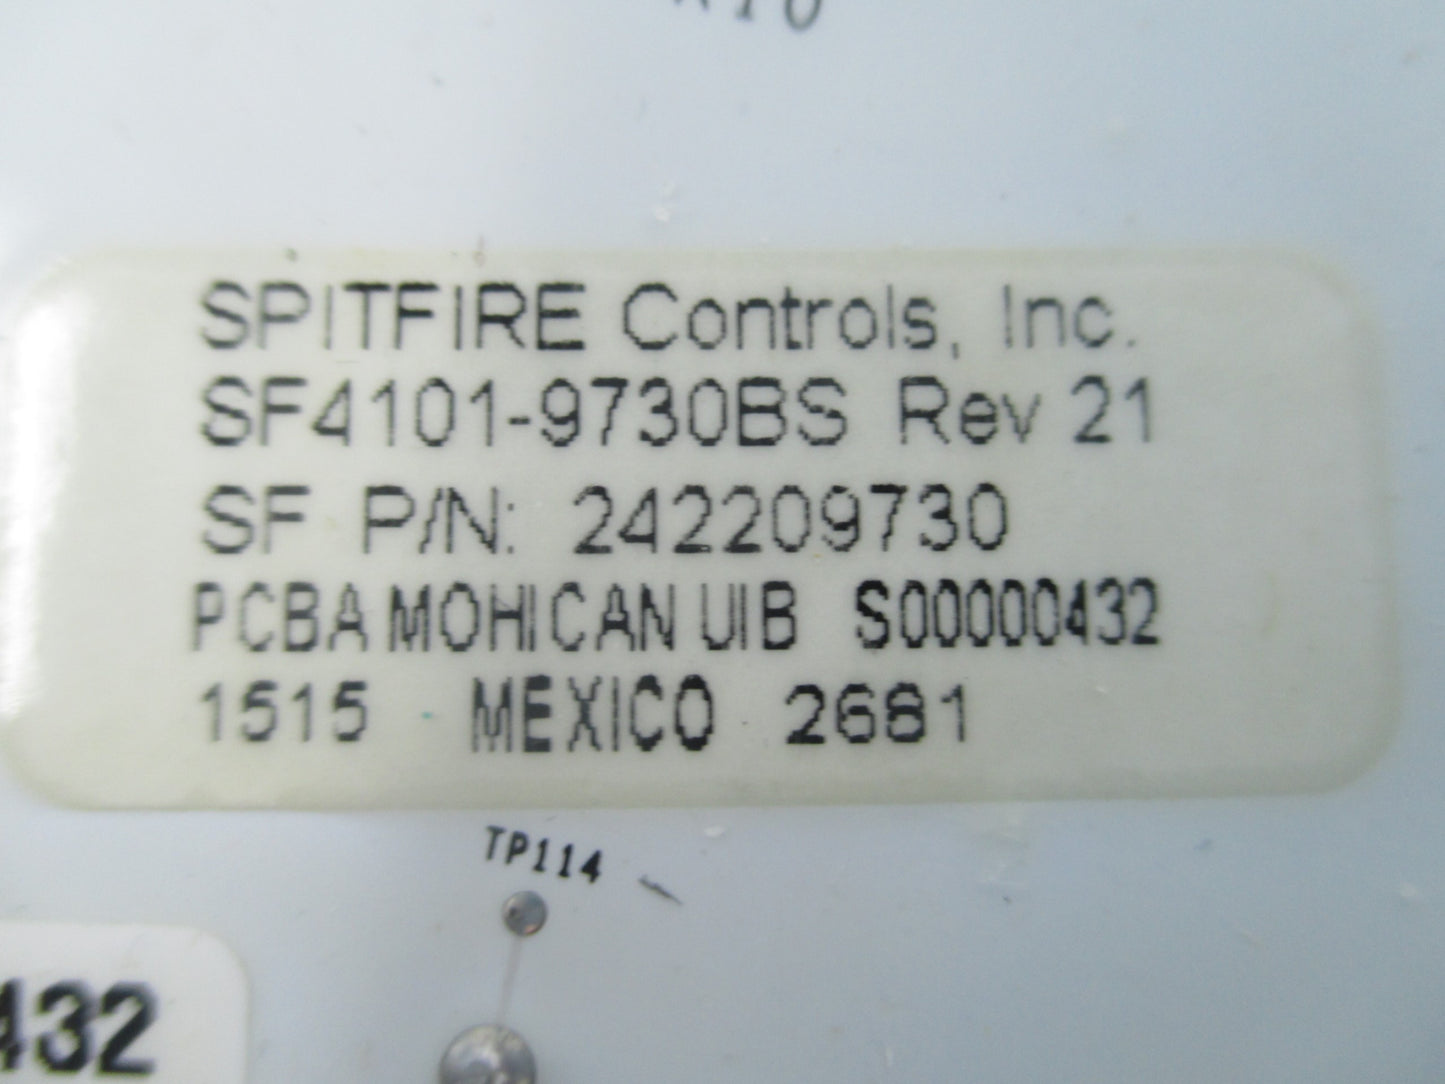 SPITFIRE Controls, Inc.
SF4101-9730BS Rev 21
SF P/N: 242209730
PCBA MOHICAN UIB S00000432
1515 MEXICO 2681
TP114
432